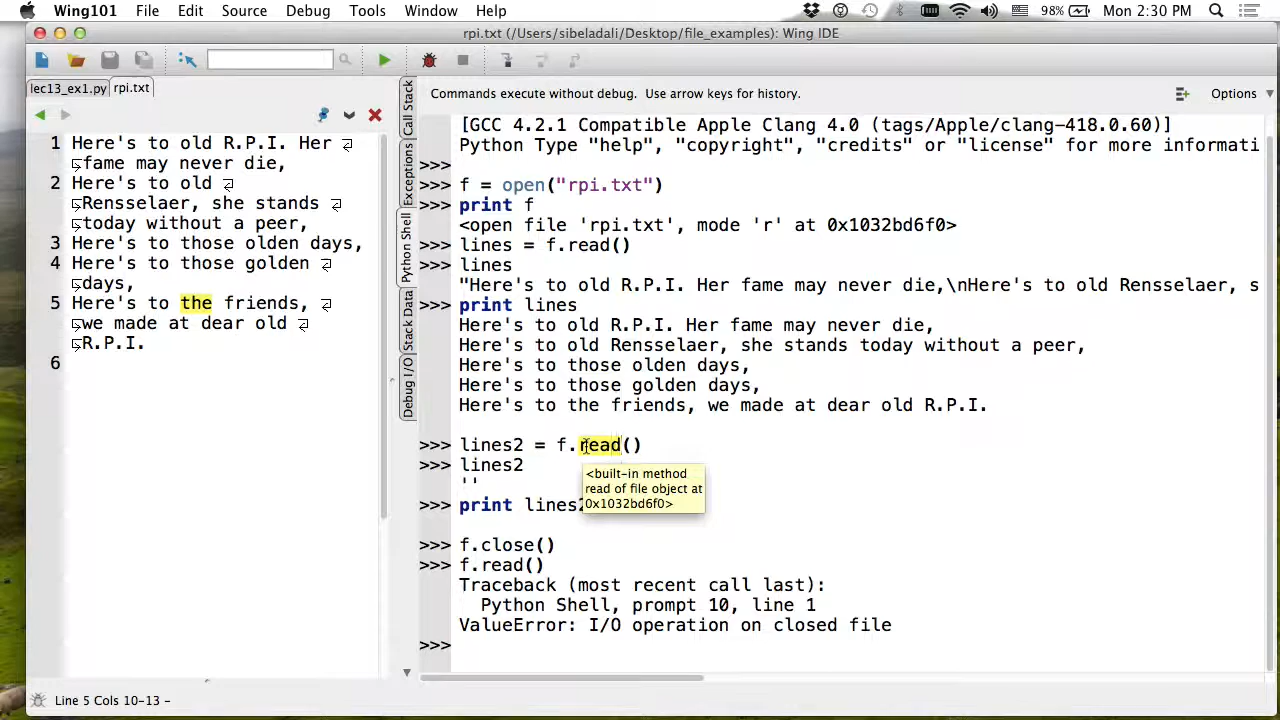 Wing101 File Edit Source Debug Tools Window Help 98% Mon 2:30 PM
rpi.txt (/Users/sibeladali/Desktop/file_examples): Wing IDE
lec13_ex1.py rpi.txt
Commands execute without debug. Use arrow keys for history. Options
1 Here's to old R.P.I. Her
fame may never die,
2 Here's to old
Rensselaer, she stands
today without a peer,
3 Here's to those olden days,
4 Here's to those golden
days,
5 Here's to the friends,
we made at dear old
R.P.I.
6
Call Stack
Exceptions
Python Shell
Stack Data
Debug I/O
[GCC 4.2.1 Compatible Apple Clang 4.0 (tags/Apple/clang-418.0.60)]
Python Type "help", "copyright", "credits" or "license" for more informati
>>>
>>> f = open("rpi.txt")
>>> print f
<open file 'rpi.txt', mode 'r' at 0x1032bd6f0>
>>> lines = f.read()
>>> lines
"Here's to old R.P.I. Her fame may never die,\nHere's to old Rensselaer, s
>>> print lines
Here's to old R.P.I. Her fame may never die,
Here's to old Rensselaer, she stands today without a peer,
Here's to those olden days,
Here's to those golden days,
Here's to the friends, we made at dear old R.P.I.
>>> lines2 = f.read()
>>> lines2
''
>>> print lines2
<built-in method
read of file object at
0x1032bd6f0>
>>> f.close()
>>> f.read()
Traceback (most recent call last):
Python Shell, prompt 10, line 1
ValueError: I/O operation on closed file
>>>
Line 5 Cols 10-13 -